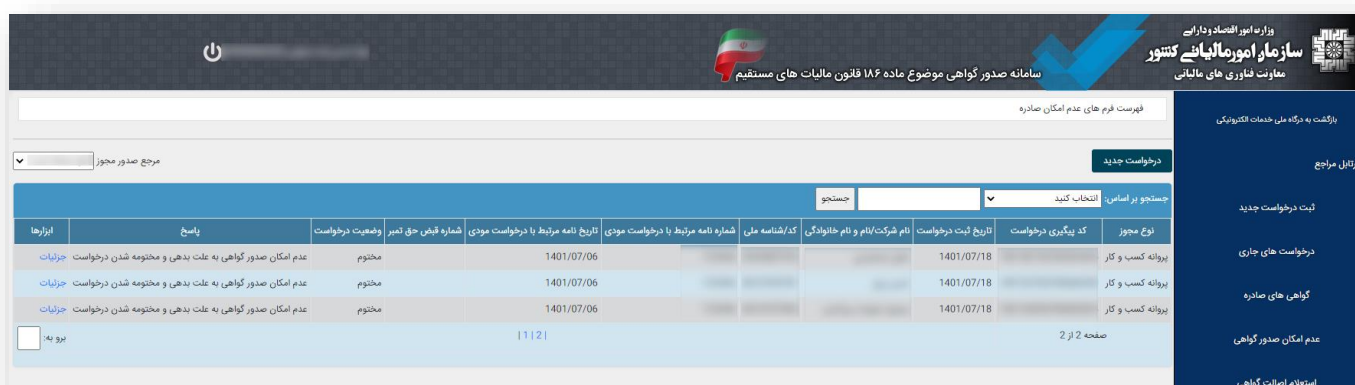 وزارت امور اقتصاد و دارایی
سازمان امور مالیاتی کشور
معاونت فناوری های مالیاتی
سامانه صدور گواهی موضوع ماده ۱۸۶ قانون مالیات های مستقیم
بازگشت به درگاه ملی خدمات الکترونیکی
رتابل مراجع
ثبت درخواست جدید
درخواست های جاری
گواهی های صادره
عدم امکان صدور گواهی
استعلام اصالت گواهی
فهرست فرم های عدم امکان صادره
درخواست جدید
مرجع صدور مجوز
جستجو بر اساس: انتخاب کنید جستجو
نوع مجوز کد پیگیری درخواست تاریخ ثبت درخواست نام شرکت/نام و نام خانوادگی کد/شناسه ملی شماره نامه مرتبط با درخواست مودی تاریخ نامه مرتبط با درخواست مودی شماره قبض حق تمبر وضعیت درخواست پاسخ ابزارها
پروانه کسب و کار 1401/07/18 1401/07/06 مختوم عدم امکان صدور گواهی به علت بدهی و مختومه شدن درخواست جزئیات
پروانه کسب و کار 1401/07/18 1401/07/06 مختوم عدم امکان صدور گواهی به علت بدهی و مختومه شدن درخواست جزئیات
پروانه کسب و کار 1401/07/18 1401/07/06 مختوم عدم امکان صدور گواهی به علت بدهی و مختومه شدن درخواست جزئیات
صفحه 2 از 2 | 1 | 2 | برو به: